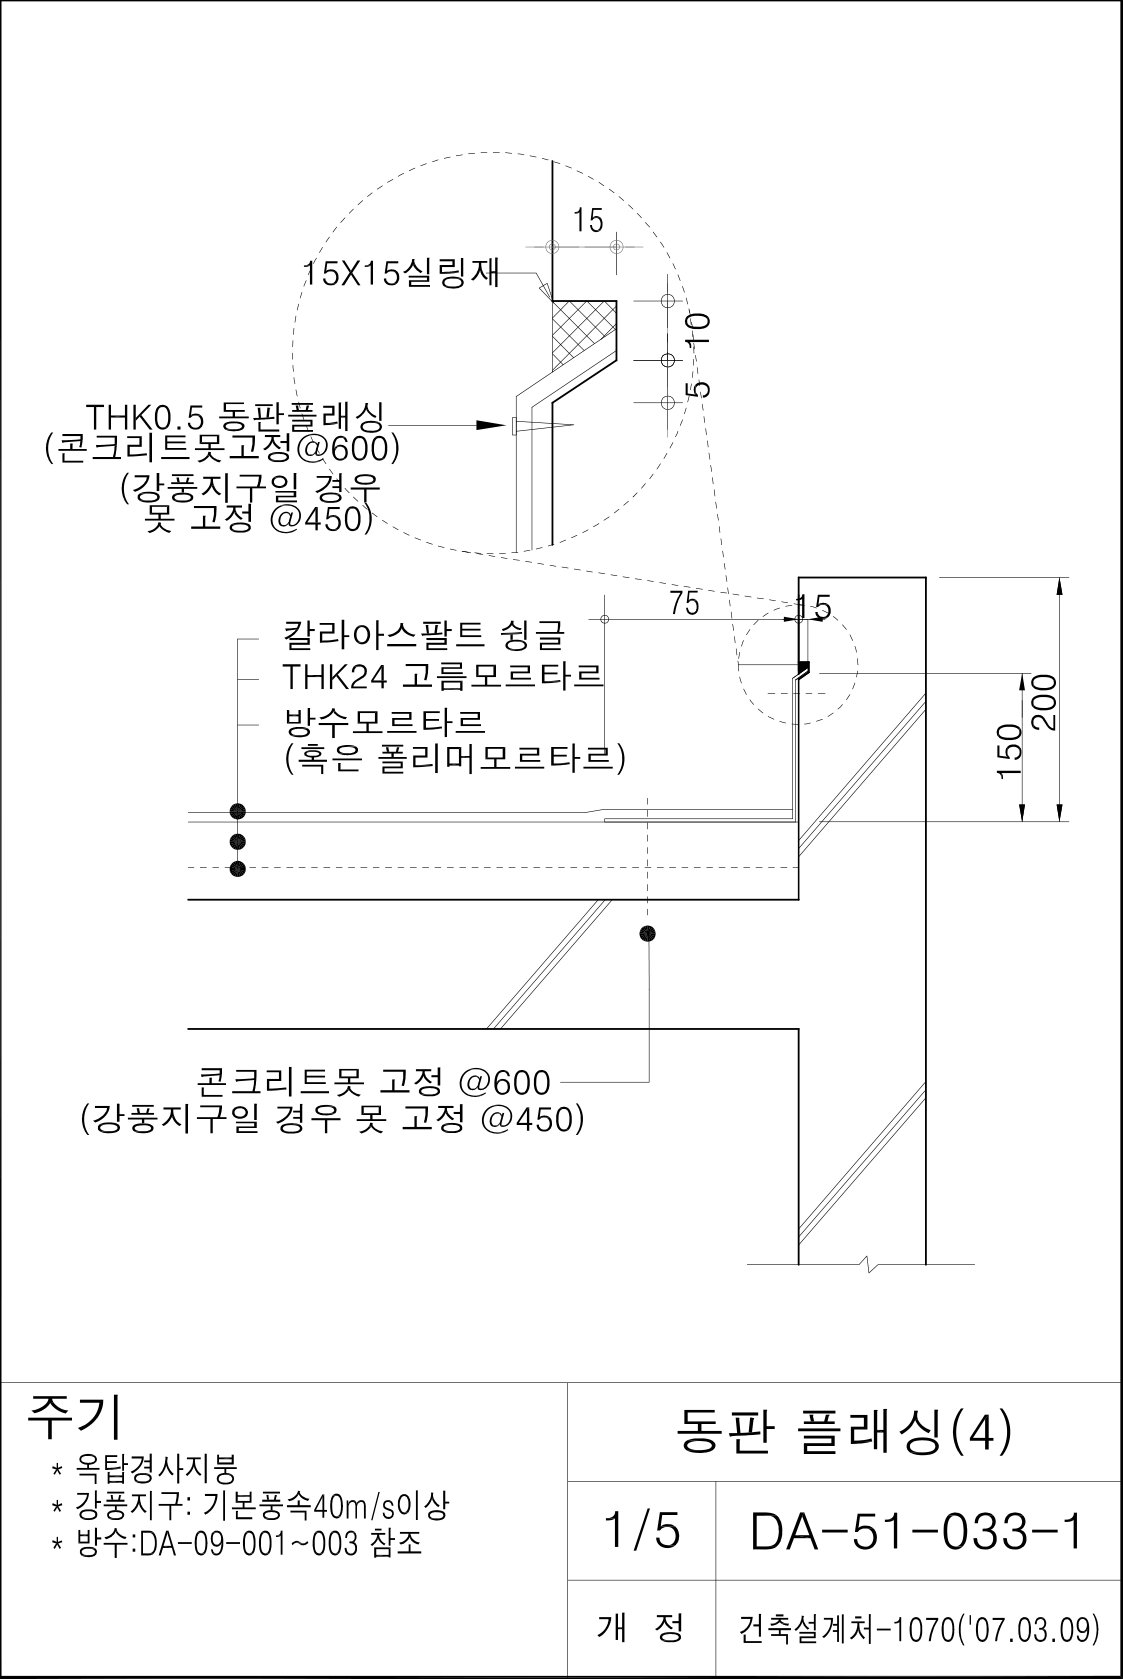 15
15X15실링재
10
5
THK0.5 동판플래싱
(콘크리트못고정@600)
(강풍지구일 경우
못 고정 @450)
75
15
칼라아스팔트 슁글
THK24 고름모르타르
방수모르타르
(혹은 폴리머모르타르)
200
150
콘크리트못 고정 @600
(강풍지구일 경우 못 고정 @450)
주기
* 옥탑경사지붕
* 강풍지구: 기본풍속40m/s이상
* 방수:DA-09-001~003 참조
동판 플래싱(4)
1/5
DA-51-033-1
개 정
건축설계처-1070('07.03.09)